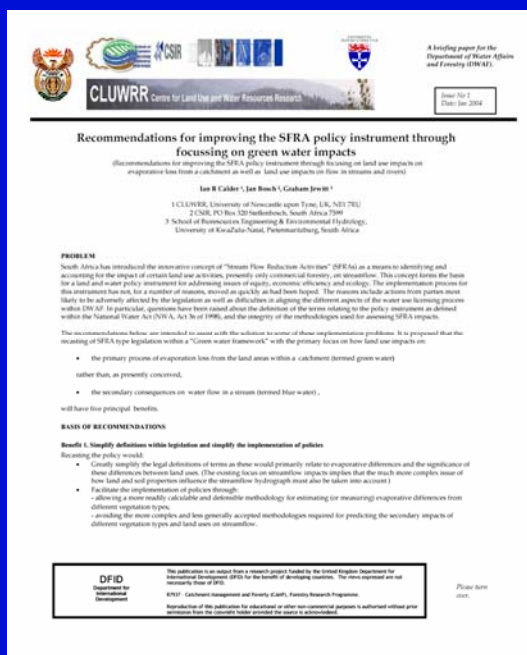 CSIR
A briefing paper for the
Department of Water Affairs
and Forestry (DWAF).
CLUWRR Centre for Land Use and Water Resources Research
Issue No 1
Date: Jan 2004
Recommendations for improving the SFRA policy instrument through
focussing on green water impacts
(Recommendations for improving the SFRA policy instrument through focusing on land use impacts on
evaporative loss from a catchment as well as land use impacts on flow in streams and rivers)
Ian R Calder ¹, Jan Bosch ², Graham Jewitt ³
1 CLUWRR, University of Newcastle upon Tyne, UK, NE1 7RU
2 CSIR, PO Box 320 Stellenbosch, South Africa 7599
3 School of Bioresources Engineering & Environmental Hydrology,
University of KwaZulu-Natal, Pietermaritzburg, South Africa
PROBLEM
South Africa has introduced the innovative concept of "Stream Flow Reduction Activities" (SFRAs) as a means to identifying and
accounting for the impact of certain land use activities, presently only commercial forestry, on streamflow. This concept forms the basis
for a land and water policy instrument for addressing issues of equity, economic efficiency and ecology. The implementation process for
this instrument has not, for a number of reasons, moved as quickly as had been hoped. The reasons include actions from parties most
likely to be adversely affected by the legislation as well as difficulties in aligning the different aspects of the water use licensing process
within DWAF. In particular, questions have been raised about the definition of the terms relating to the policy instrument as defined
within the National Water Act (NWA, Act 36 of 1998), and the integrity of the methodologies used for assessing SFRA impacts.
The recommendations below are intended to assist with the solution to some of these implementation problems. It is proposed that the
recasting of SFRA type legislation within a "Green water framework" with the primary focus on how land use impacts on:
• the primary process of evaporation loss from the land areas within a catchment (termed green water)
rather than, as presently conceived,
• the secondary consequences on water flow in a stream (termed blue water) ,
will have five principal benefits.
BASIS OF RECOMMENDATIONS
Benefit 1. Simplify definitions within legislation and simplify the implementation of policies
Recasting the policy would:
• Greatly simplify the legal definitions of terms as these would primarily relate to evaporative differences and the significance of
these differences between land uses. (The existing focus on streamflow impacts implies that the much more complex issue of
how land and soil properties influence the streamflow hydrograph must also be taken into account)
• Facilitate the implementation of policies through:
- allowing a more readily calculable and defensible methodology for estimating (or measuring) evaporative differences from
different vegetation types;
- avoiding the more complex and less generally accepted methodologies required for predicting the secondary impacts of
different vegetation types and land uses on streamflow.
DFID
Department for
International
Development
This publication is an output from a research project funded by the United Kingdom Department for
International Development (DFID) for the benefit of developing countries. The views expressed are not
necessarily those of DFID.
R7937 - Catchment management and Poverty (CAMP), Forestry Research Programme.
Reproduction of this publication for educational or other non-commercial purposes is authorised without prior
permission from the copyright holder provided the source is acknowledged.
Please turn
over.